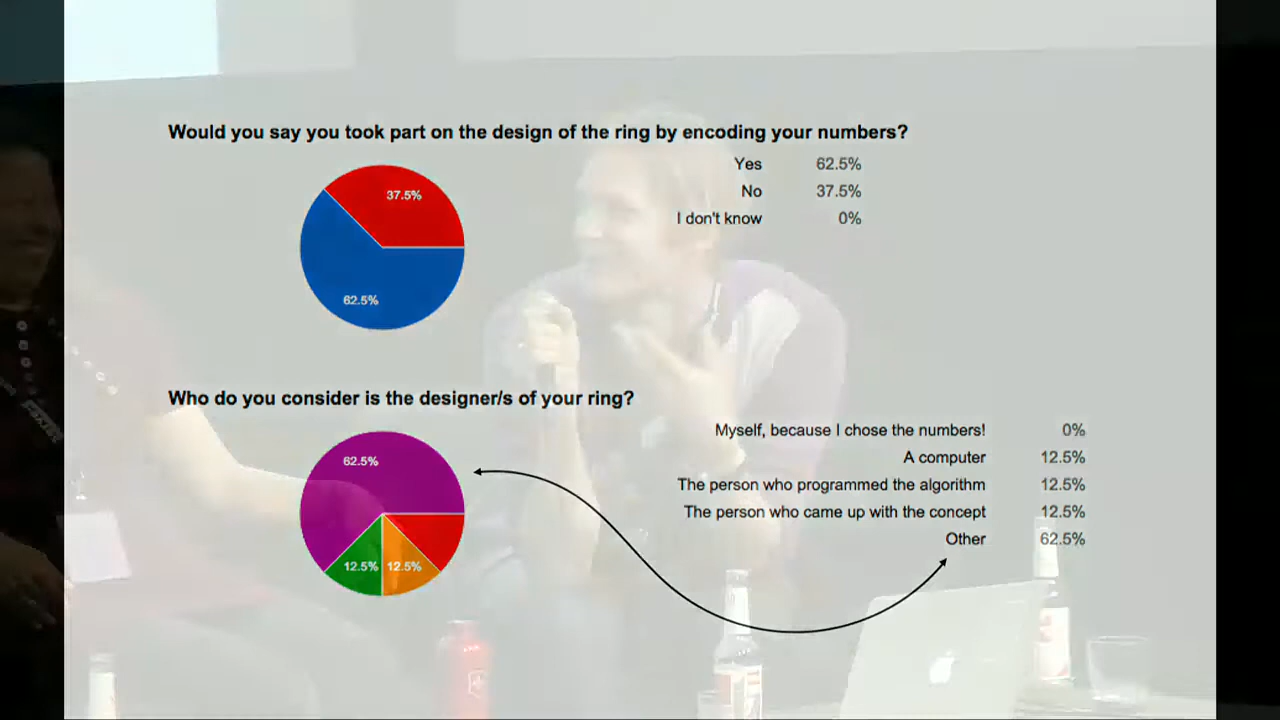 Would you say you took part on the design of the ring by encoding your numbers?
Yes 62.5%
No 37.5%
I don't know 0%
37.5%
62.5%
Who do you consider is the designer/s of your ring?
Myself, because I chose the numbers! 0%
A computer 12.5%
The person who programmed the algorithm 12.5%
The person who came up with the concept 12.5%
Other 62.5%
62.5%
12.5% 12.5%